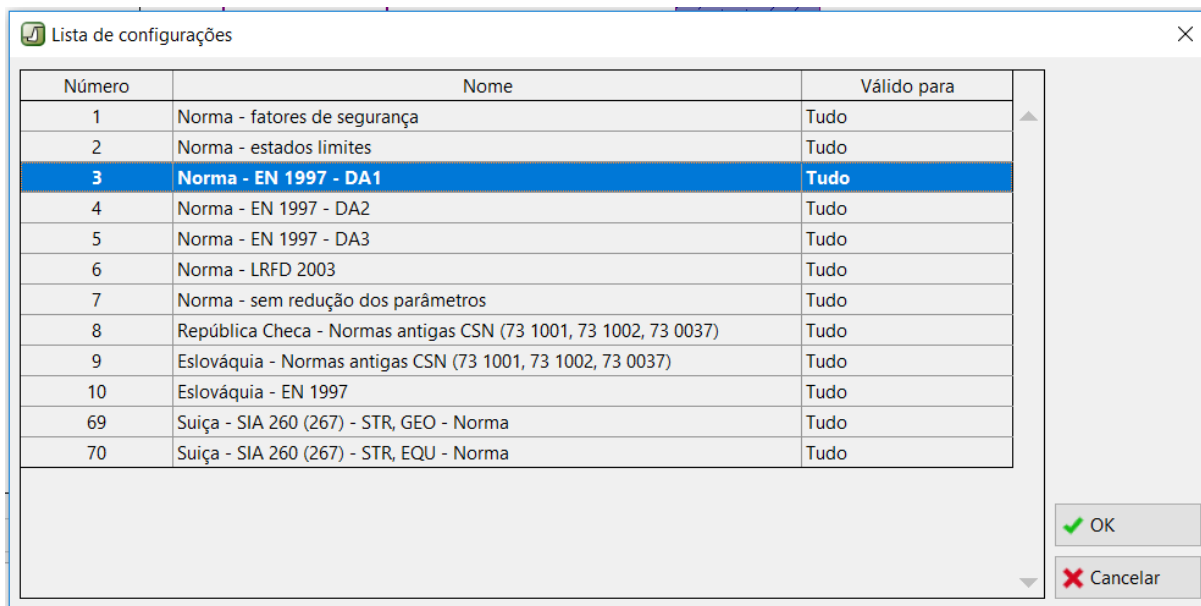 Lista de configurações
Número Nome Válido para
1 Norma - fatores de segurança Tudo
2 Norma - estados limites Tudo
3 Norma - EN 1997 - DA1 Tudo
4 Norma - EN 1997 - DA2 Tudo
5 Norma - EN 1997 - DA3 Tudo
6 Norma - LRFD 2003 Tudo
7 Norma - sem redução dos parâmetros Tudo
8 República Checa - Normas antigas CSN (73 1001, 73 1002, 73 0037) Tudo
9 Eslováquia - Normas antigas CSN (73 1001, 73 1002, 73 0037) Tudo
10 Eslováquia - EN 1997 Tudo
69 Suiça - SIA 260 (267) - STR, GEO - Norma Tudo
70 Suiça - SIA 260 (267) - STR, EQU - Norma Tudo
OK
Cancelar